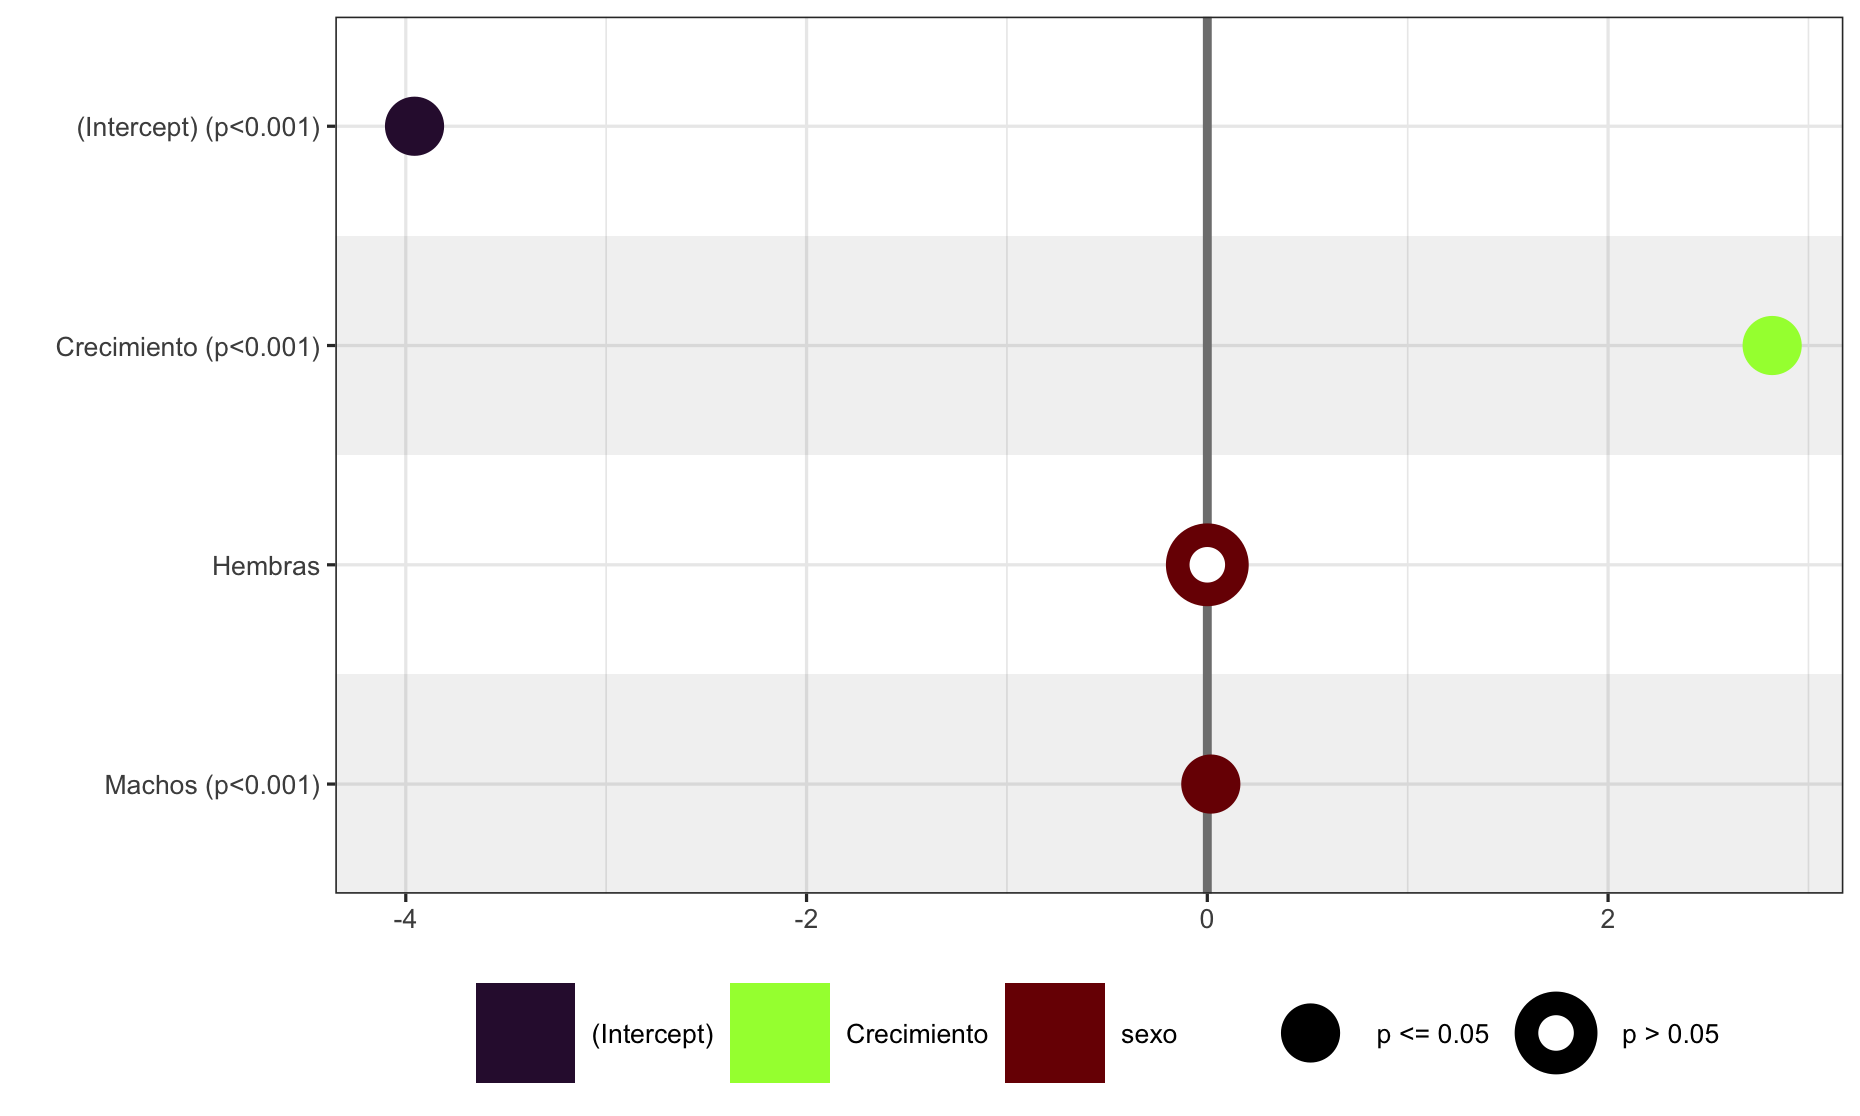 (Intercept) (p<0.001)
Crecimiento (p<0.001)
Hembras
Machos (p<0.001)
-4 -2 0 2
(Intercept) Crecimiento sexo p <= 0.05 p > 0.05